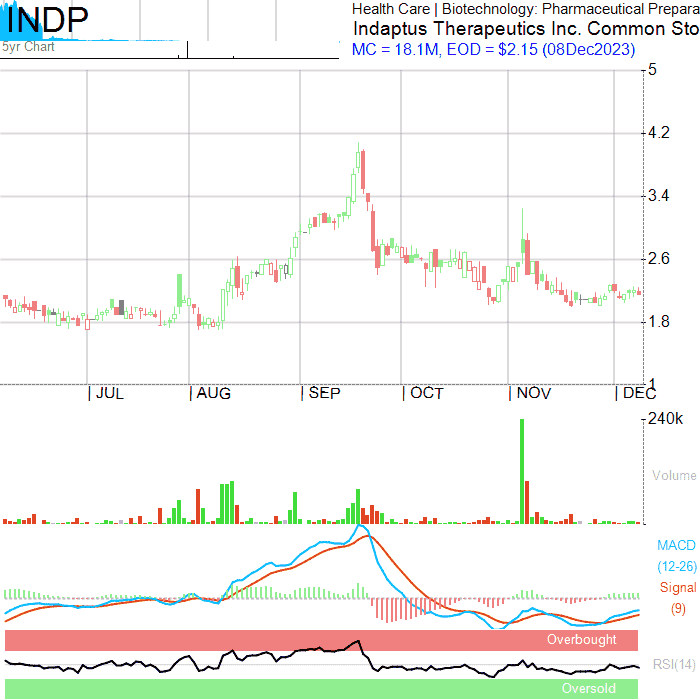 INDP
5yr Chart
Health Care | Biotechnology: Pharmaceutical Prepara
Indaptus Therapeutics Inc. Common Sto
MC = 18.1M, EOD = $2.15 (08Dec2023)
5
4.2
3.4
2.6
1.8
1
JUL AUG SEP OCT NOV DEC
240k
Volume
MACD
(12-26)
Signal
(9)
Overbought
RSI(14)
Oversold